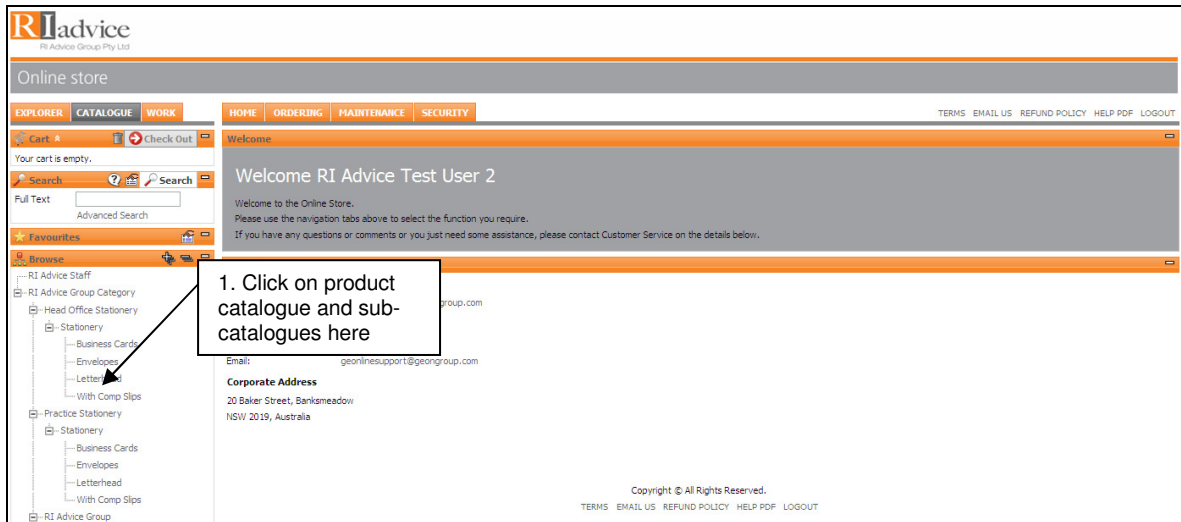 RI advice
RI Advice Group Pty Ltd
Online store
EXPLORER CATALOGUE WORK
HOME ORDERING MAINTENANCE SECURITY
TERMS EMAIL US REFUND POLICY HELP PDF LOGOUT
Cart Check Out
Your cart is empty.
Search Search
Full Text
Advanced Search
Favourites
Browse
RI Advice Staff
RI Advice Group Category
Head Office Stationery
Stationery
Business Cards
Envelopes
Letterhead
With Comp Slips
Practice Stationery
Stationery
Business Cards
Envelopes
Letterhead
With Comp Slips
RI Advice Group
Welcome
Welcome RI Advice Test User 2
Welcome to the Online Store.
Please use the navigation tabs above to select the function you require.
If you have any questions or comments or you just need some assistance, please contact Customer Service on the details below.
1. Click on product
catalogue and sub-
catalogues here
group.com
Email: geonlinesupport@geongroup.com
Corporate Address
20 Baker Street, Banksmeadow
NSW 2019, Australia
Copyright © All Rights Reserved.
TERMS EMAIL US REFUND POLICY HELP PDF LOGOUT